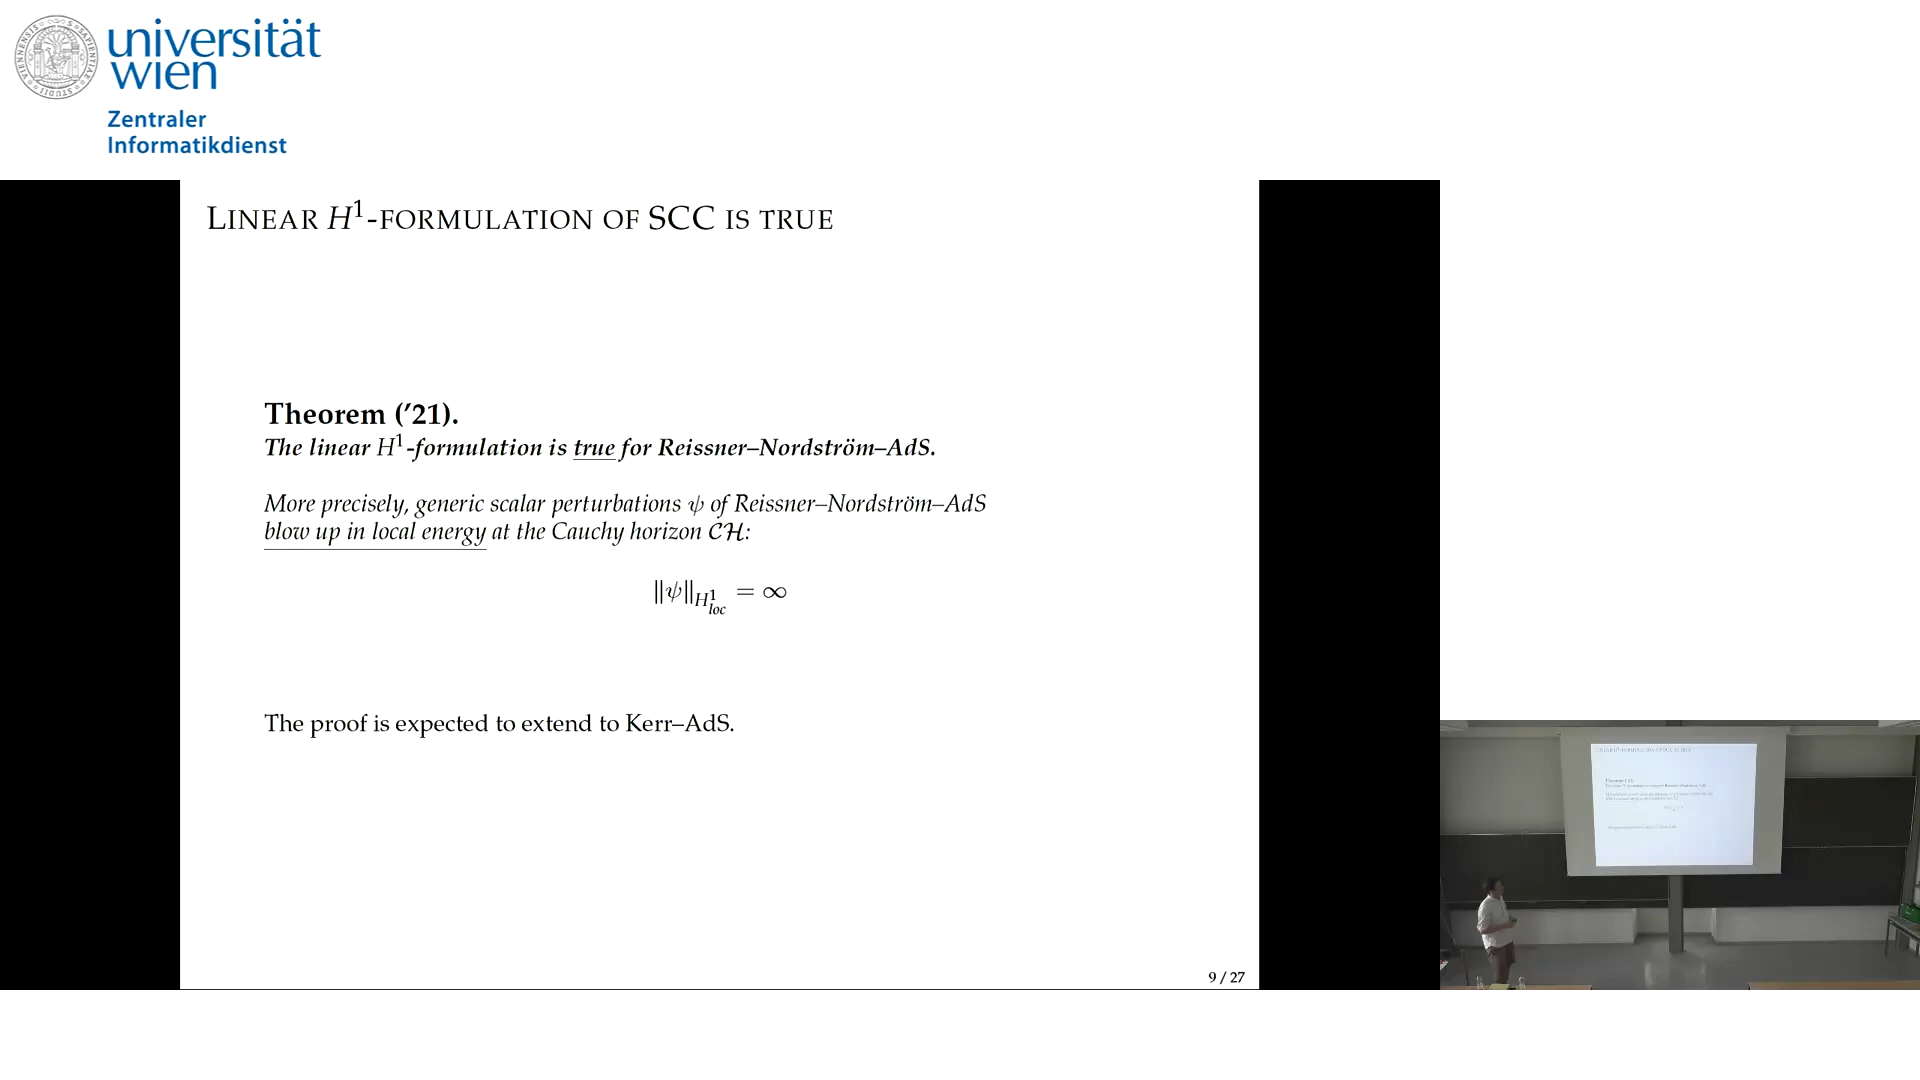 universität
wien
Zentraler
Informatikdienst
LINEAR H¹-FORMULATION OF SCC IS TRUE
Theorem ('21).
The linear H¹-formulation is true for Reissner–Nordström–AdS.
More precisely, generic scalar perturbations ψ of Reissner–Nordström–AdS
blow up in local energy at the Cauchy horizon 𝒞ℋ:
‖ψ‖_{H¹_{loc}} = ∞
The proof is expected to extend to Kerr–AdS.
9 / 27